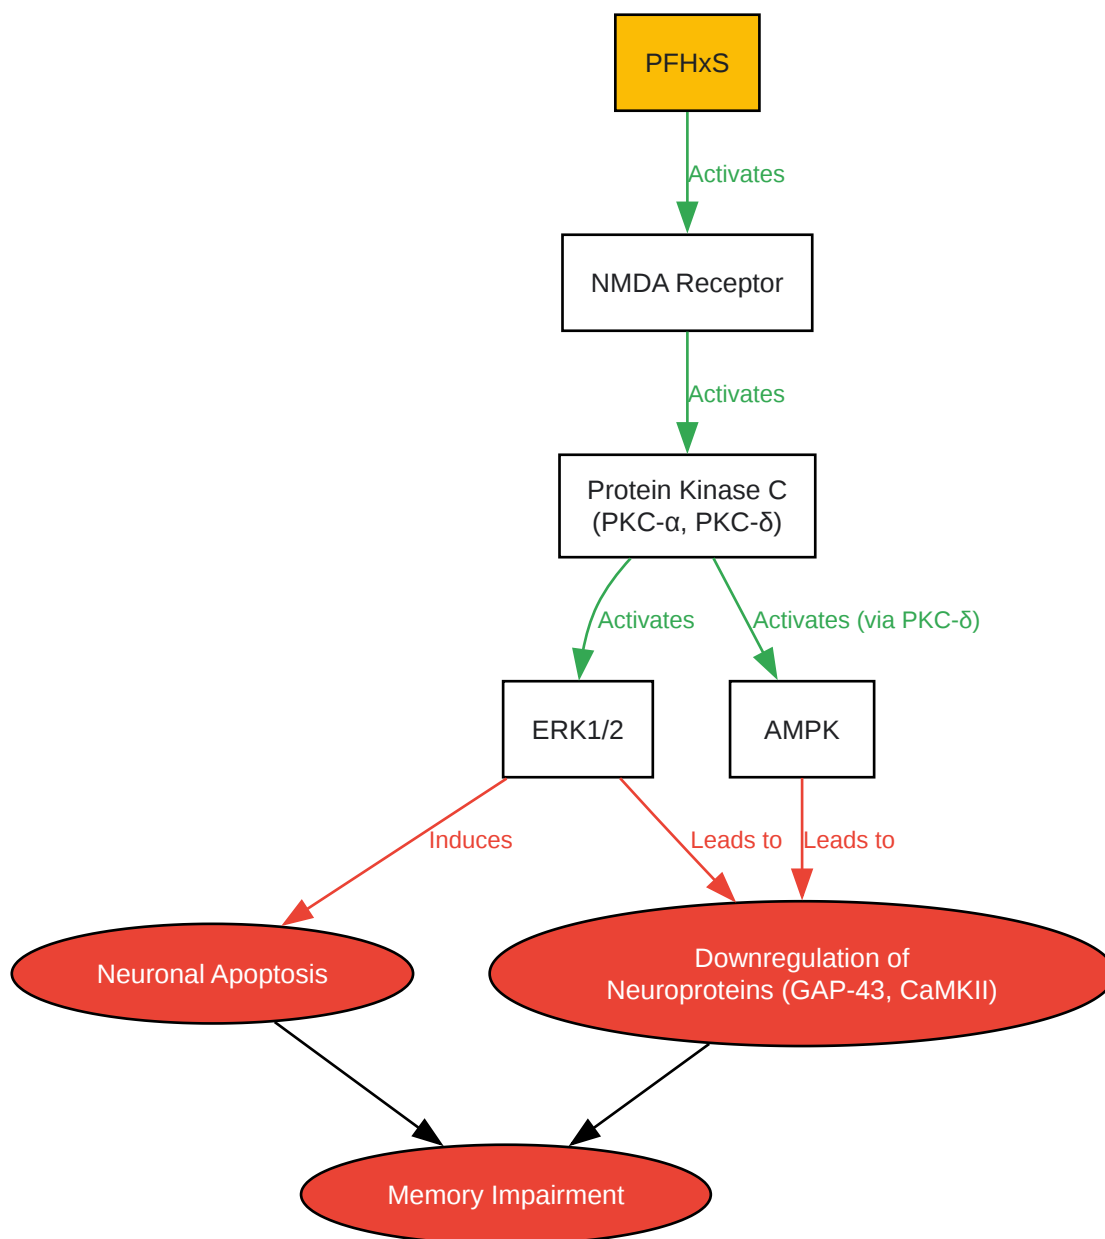 PFHxS
Activates
NMDA Receptor
Activates
Protein Kinase C
(PKC-α, PKC-δ)
Activates
Activates (via PKC-δ)
ERK1/2
AMPK
Induces
Leads to
Leads to
Neuronal Apoptosis
Downregulation of
Neuroproteins (GAP-43, CaMKII)
Memory Impairment